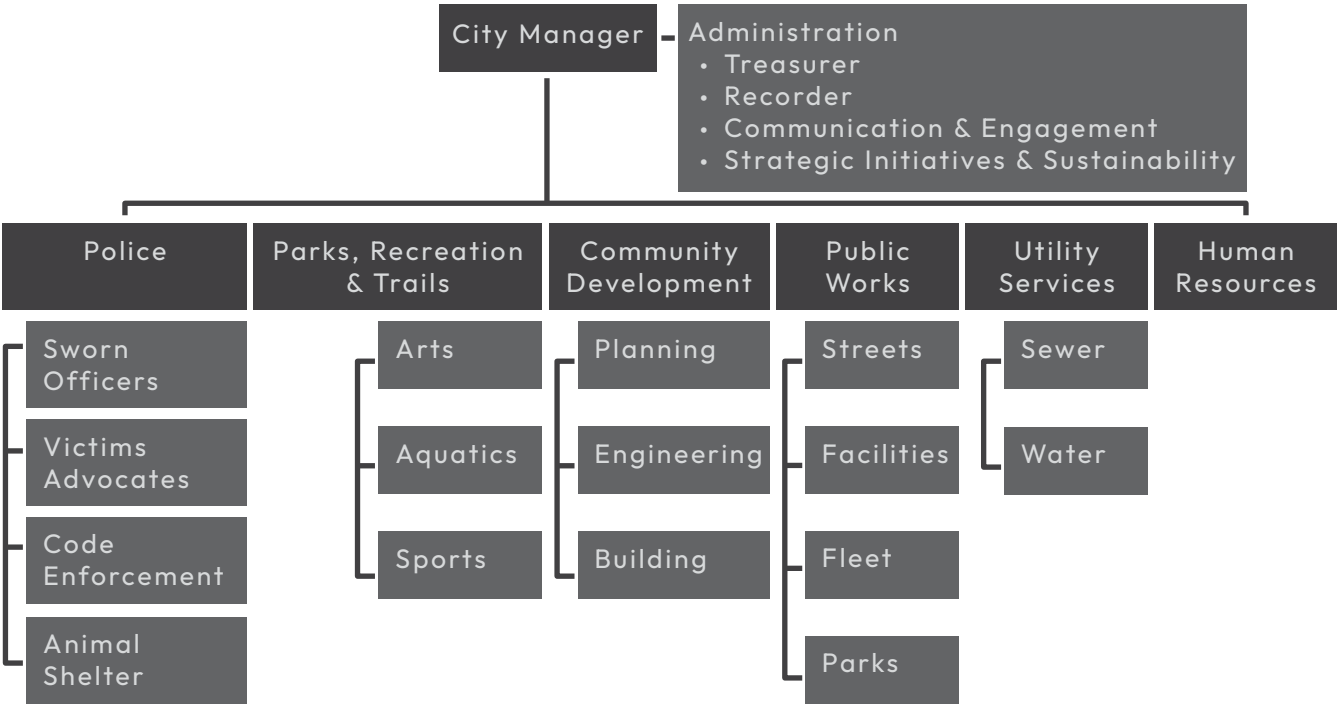 City Manager
Administration
• Treasurer
• Recorder
• Communication & Engagement
• Strategic Initiatives & Sustainability
Police
Parks, Recreation
& Trails
Community
Development
Public
Works
Utility
Services
Human
Resources
Sworn
Officers
Victims
Advocates
Code
Enforcement
Animal
Shelter
Arts
Aquatics
Sports
Planning
Engineering
Building
Streets
Facilities
Fleet
Parks
Sewer
Water